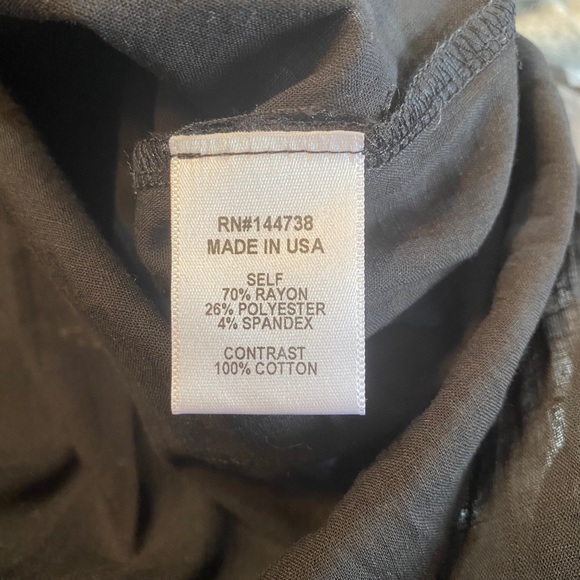 RN#144738
MADE IN USA
SELF
70% RAYON
26% POLYESTER
4% SPANDEX
CONTRAST
100% COTTON